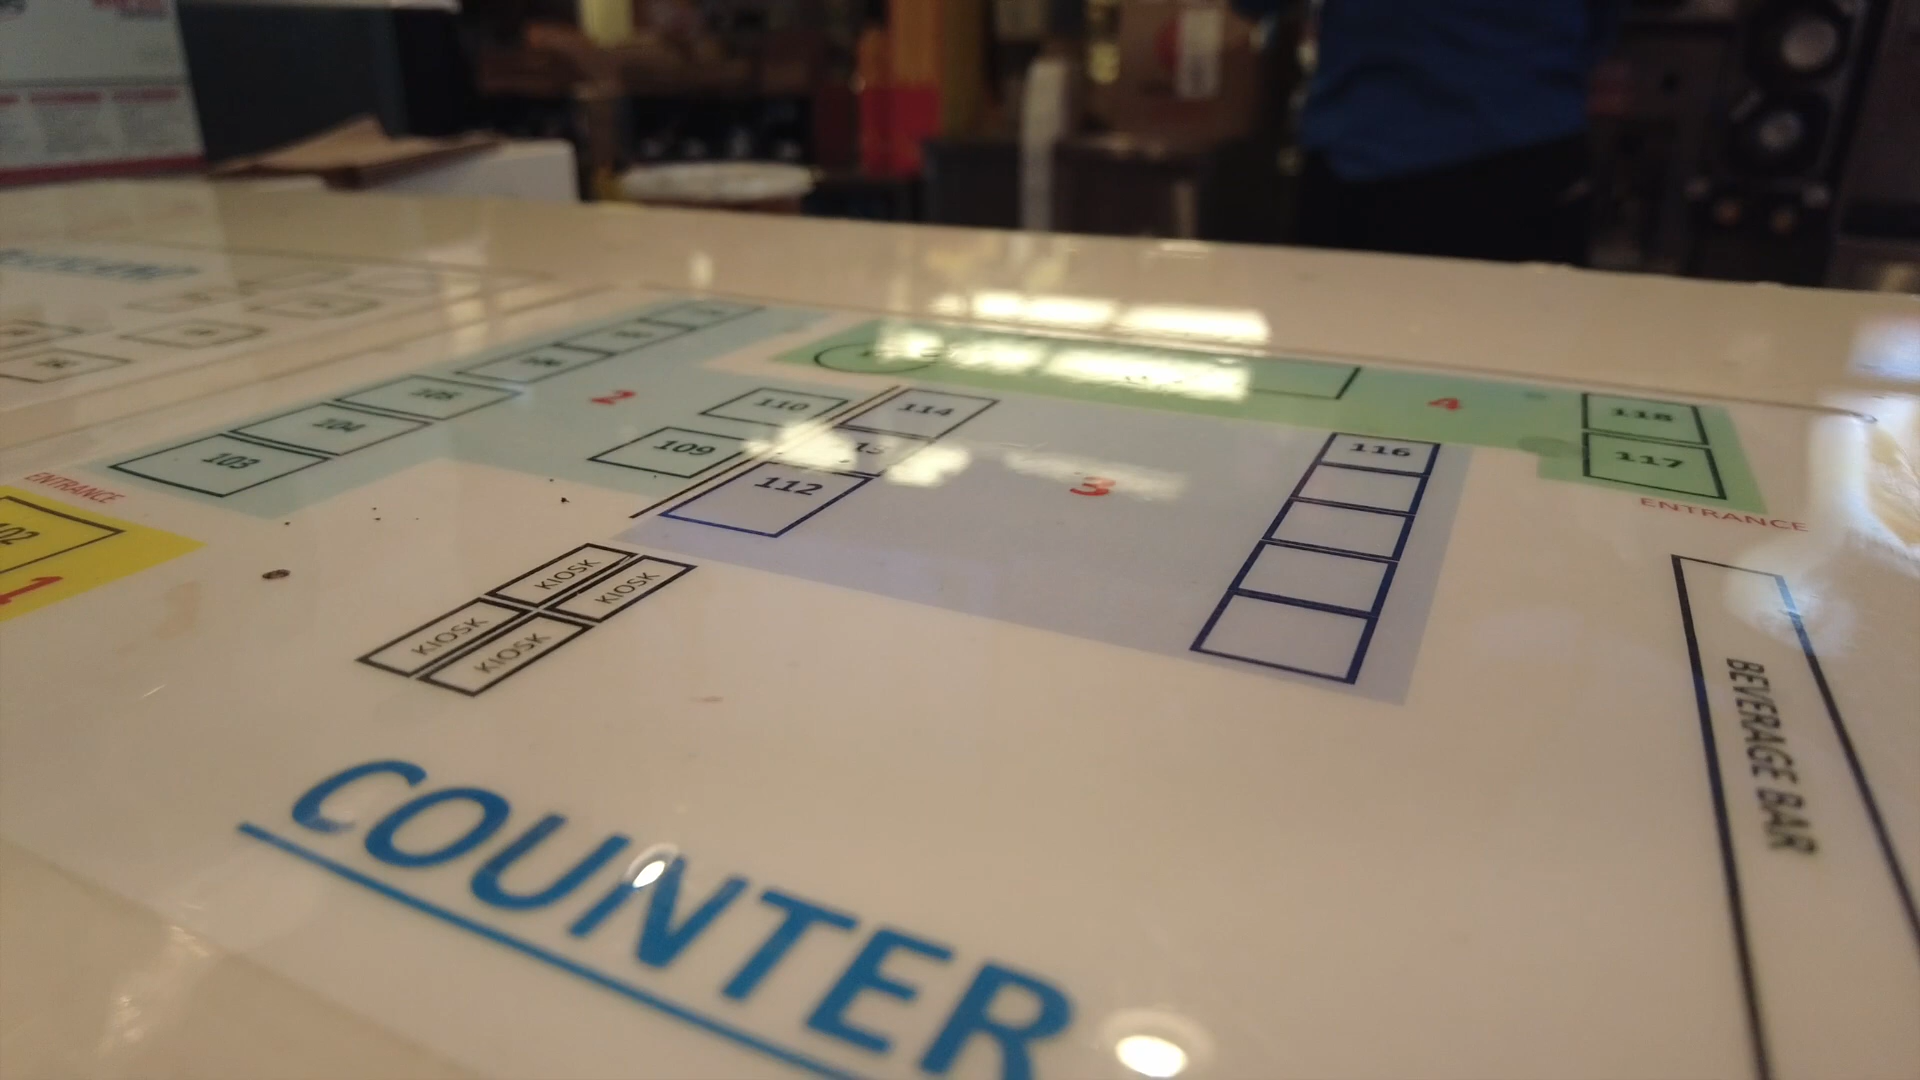 118
4
114
110
105
2
116
117
109
104
103
112
3
ENTRANCE
ENTRANCE
102
1
KIOSK
KIOSK
KIOSK
KIOSK
BEVERAGE BAR
COUNTER